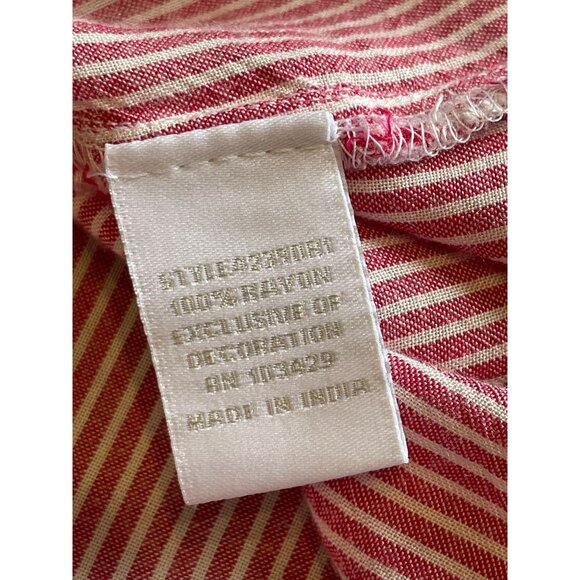 100% RAYON
EXCLUSIVE OF
DECORATION
RN 103429
MADE IN INDIA